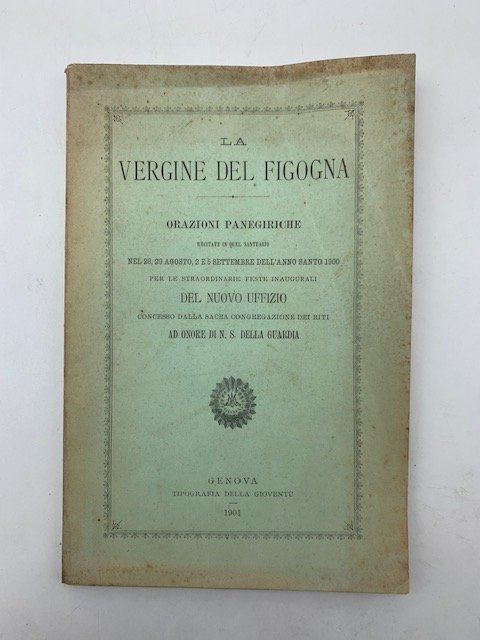 LA
VERGINE DEL FIGOGNA
ORAZIONI PANEGIRICHE
RECITATE IN QUEL SANTUARIO
NEL 28, 29 AGOSTO, 2 E 5 SETTEMBRE DELL'ANNO SANTO 1900
PER LE STRAORDINARIE FESTE INAUGURALI
DEL NUOVO UFFIZIO
CONCESSO DALLA SACRA CONGREGAZIONE DEI RITI
AD ONORE DI N. S. DELLA GUARDIA
GENOVA
TIPOGRAFIA DELLA GIOVENTÙ
1901